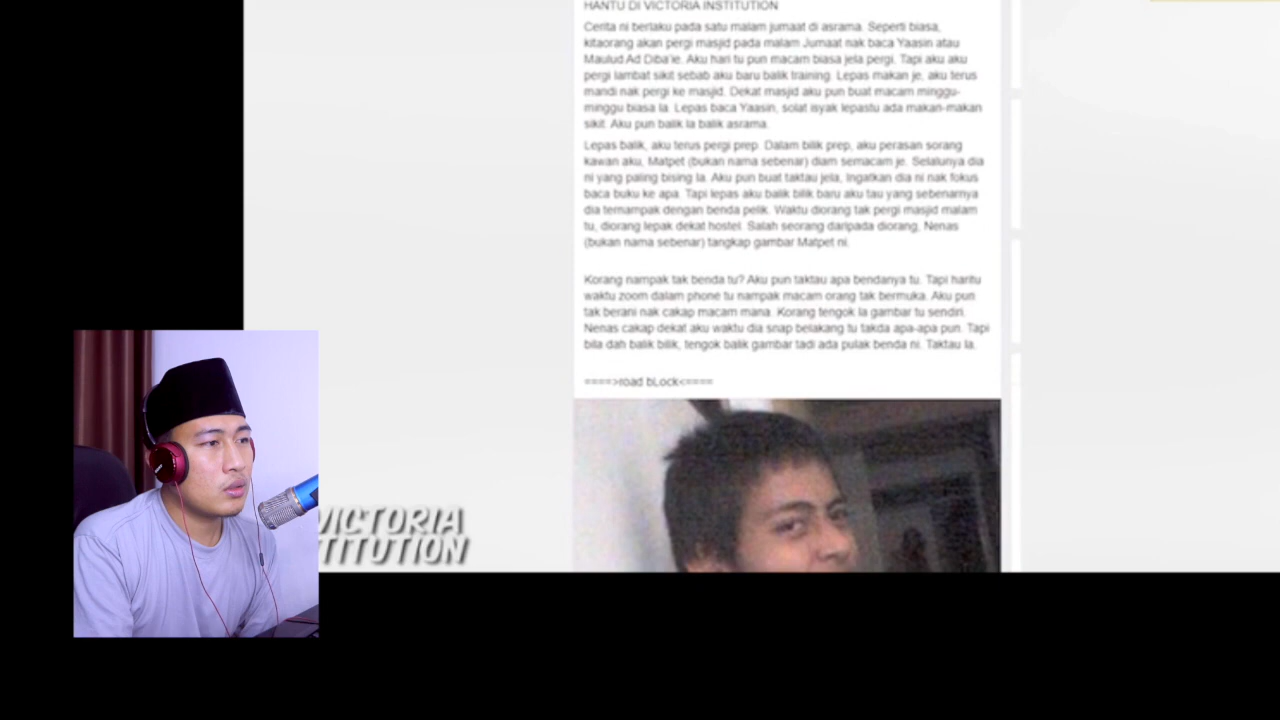 HANTU DI VICTORIA INSTITUTION
Cerita ni berlaku pada satu malam jumaat di asrama. Seperti biasa,
kitaorang akan pergi masjid pada malam Jumaat nak baca Yaasin atau
Maulud Ad Diba'ie. Aku hari tu pun macam biasa jela pergi. Tapi aku aku
pergi lambat sikit sebab aku baru balik training. Lepas makan je, aku terus
mandi nak pergi ke masjid. Dekat masjid aku pun buat macam minggu-
minggu biasa la. Lepas baca Yaasin, solat isyak lepastu ada makan-makan
sikit. Aku pun balik la balik asrama.
Lepas balik, aku terus pergi prep. Dalam bilik prep, aku perasan sorang
kawan aku, Matpet (bukan nama sebenar) diam semacam je. Selalunya dia
ni yang paling bising la. Aku pun buat taktau jela, Ingatkan dia ni nak fokus
baca buku ke apa. Tapi lepas aku balik bilik baru aku tau yang sebenarnya
dia ternampak dengan benda pelik. Waktu diorang tak pergi masjid malam
tu, diorang lepak dekat hostel. Salah seorang daripada diorang, Nenas
(bukan nama sebenar) tangkap gambar Matpet ni.
Korang nampak tak benda tu? Aku pun taktau apa bendanya tu. Tapi haritu
waktu zoom dalam phone tu nampak macam orang tak bermuka. Aku pun
tak berani nak cakap macam mana. Korang tengok la gambar tu sendiri.
Nenas cakap dekat aku waktu dia snap belakang tu takda apa-apa pun. Tapi
bila dah balik bilik, tengok balik gambar tadi ada pulak benda ni. Taktau la.
====>road bLock<====
VICTORIA
TITUTION